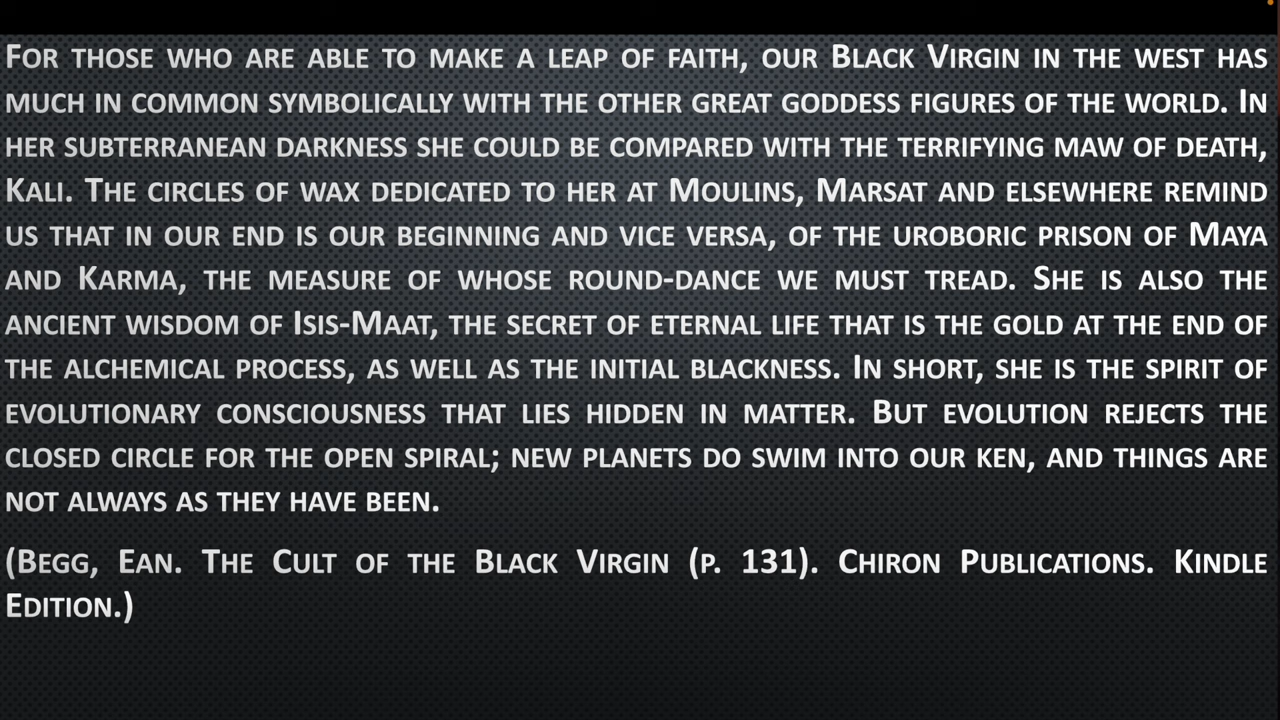 For those who are able to make a leap of faith, our Black Virgin in the west has
much in common symbolically with the other great goddess figures of the world. In
her subterranean darkness she could be compared with the terrifying maw of death,
Kali. The circles of wax dedicated to her at Moulins, Marsat and elsewhere remind
us that in our end is our beginning and vice versa, of the uroboric prison of Maya
and Karma, the measure of whose round-dance we must tread. She is also the
ancient wisdom of Isis-Maat, the secret of eternal life that is the gold at the end of
the alchemical process, as well as the initial blackness. In short, she is the spirit of
evolutionary consciousness that lies hidden in matter. But evolution rejects the
closed circle for the open spiral; new planets do swim into our ken, and things are
not always as they have been.
(Begg, Ean. The Cult of the Black Virgin (p. 131). Chiron Publications. Kindle
Edition.)